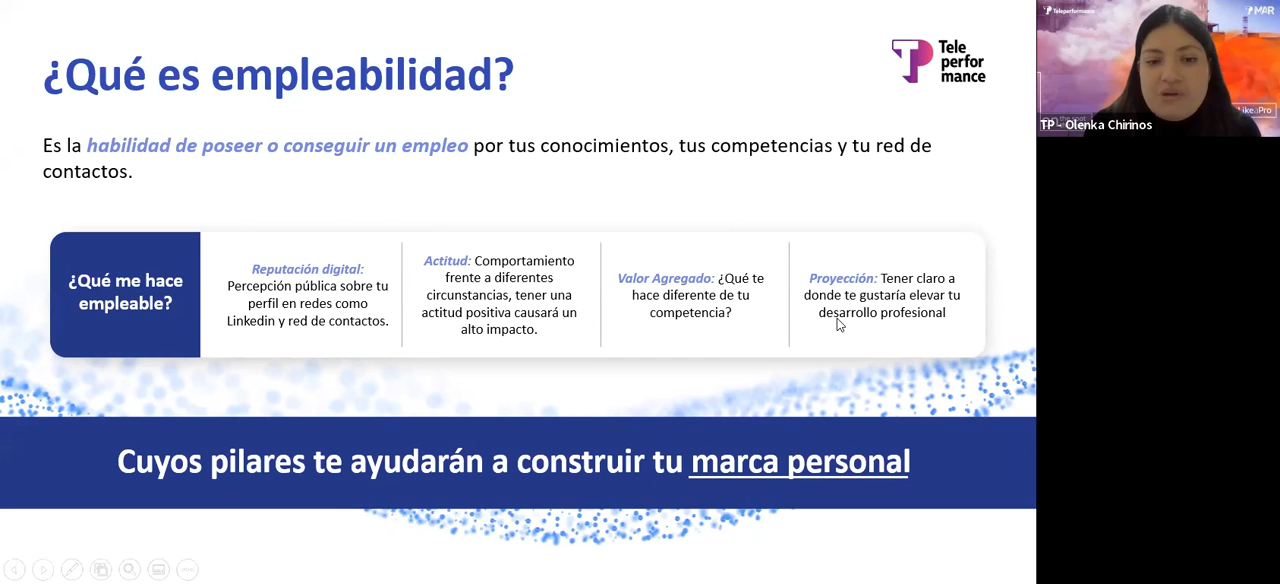 ¿Qué es empleabilidad?
Tele
perfor
mance
Es la habilidad de poseer o conseguir un empleo por tus conocimientos, tus competencias y tu red de
contactos.
¿Qué me hace
empleable?
Reputación digital:
Percepción pública sobre tu
perfil en redes como
Linkedin y red de contactos.
Actitud: Comportamiento
frente a diferentes
circunstancias, tener una
actitud positiva causará un
alto impacto.
Valor Agregado: ¿Qué te
hace diferente de tu
competencia?
Proyección: Tener claro a
donde te gustaría elevar tu
desarrollo profesional
Cuyos pilares te ayudarán a construir tu marca personal
Teleperformance
MAR
TP - Olenka Chirinos